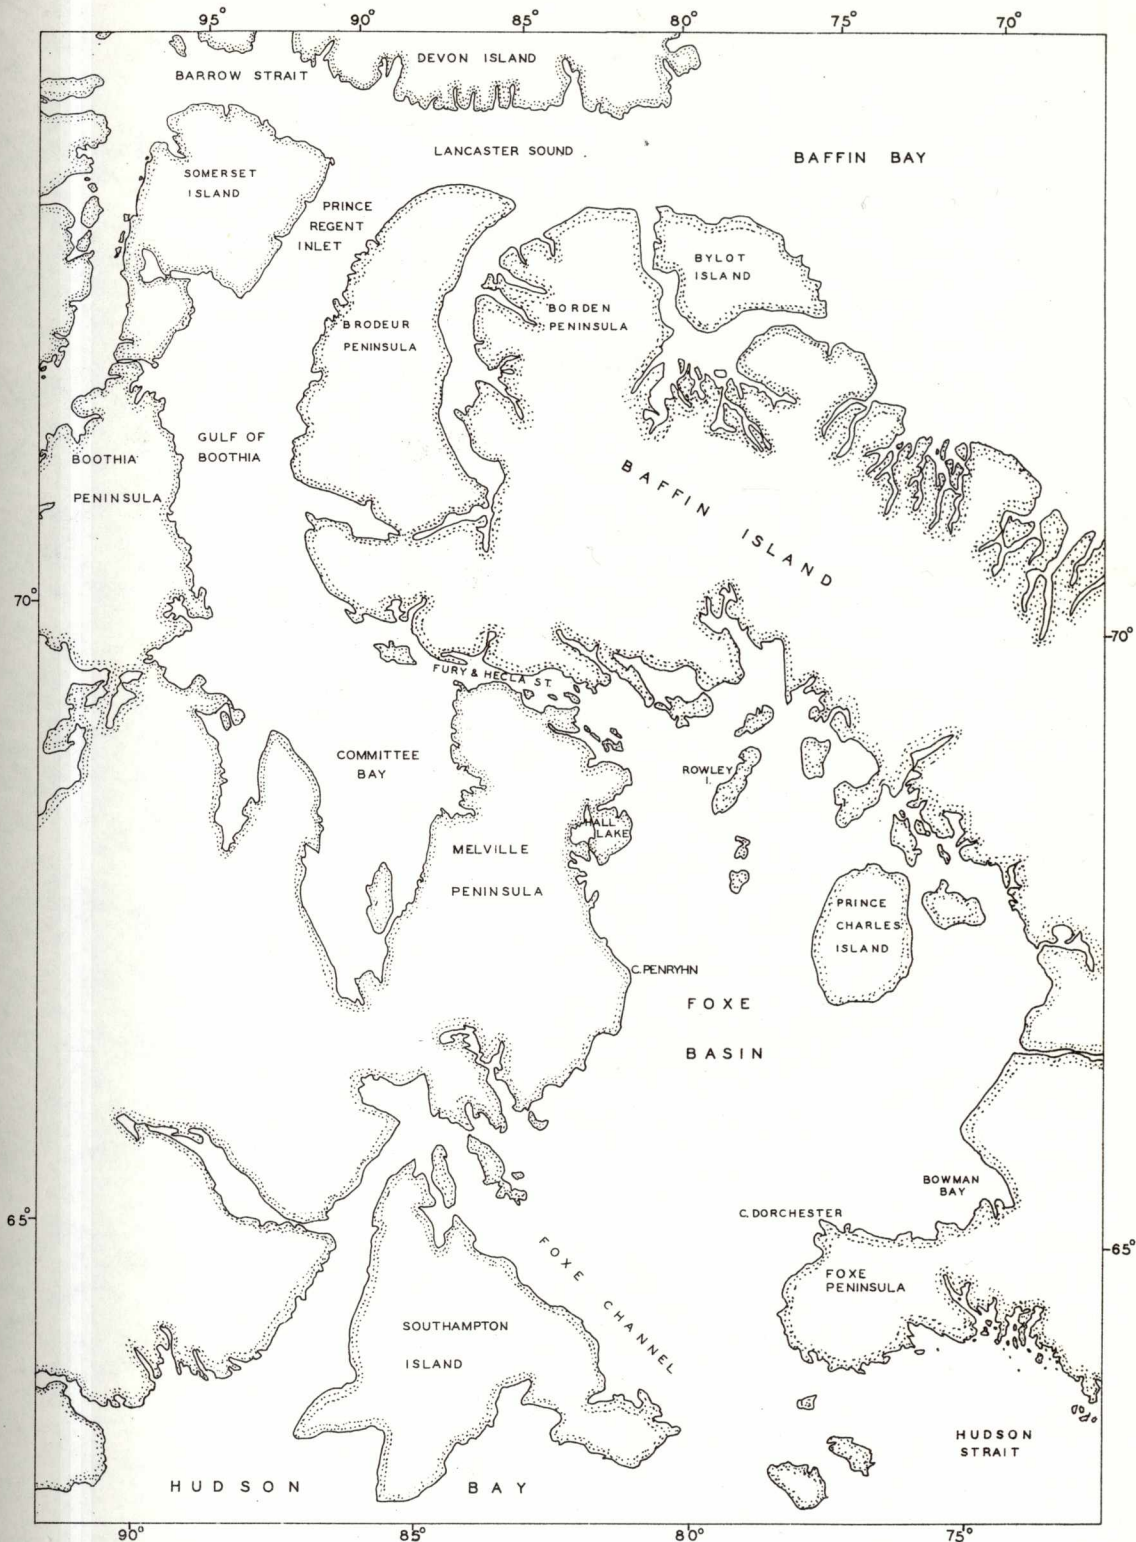 95° 90° 85° 80° 75° 70°
DEVON ISLAND
BARROW STRAIT
LANCASTER SOUND
BAFFIN BAY
SOMERSET
ISLAND
PRINCE
REGENT
INLET
BYLOT
ISLAND
BORDEN
PENINSULA
BRODEUR
PENINSULA
GULF OF
BOOTHIA
BOOTHIA
PENINSULA
BAFFIN ISLAND
70°
70°
FURY & HECLA ST.
COMMITTEE
BAY
ROWLEY
I.
HALL
LAKE
MELVILLE
PENINSULA
PRINCE
CHARLES
ISLAND
C. PENRYHN
FOXE
BASIN
BOWMAN
BAY
C. DORCHESTER
65°
65°
FOXE CHANNEL
FOXE
PENINSULA
SOUTHAMPTON
ISLAND
HUDSON
STRAIT
HUDSON BAY
90° 85° 80° 75°